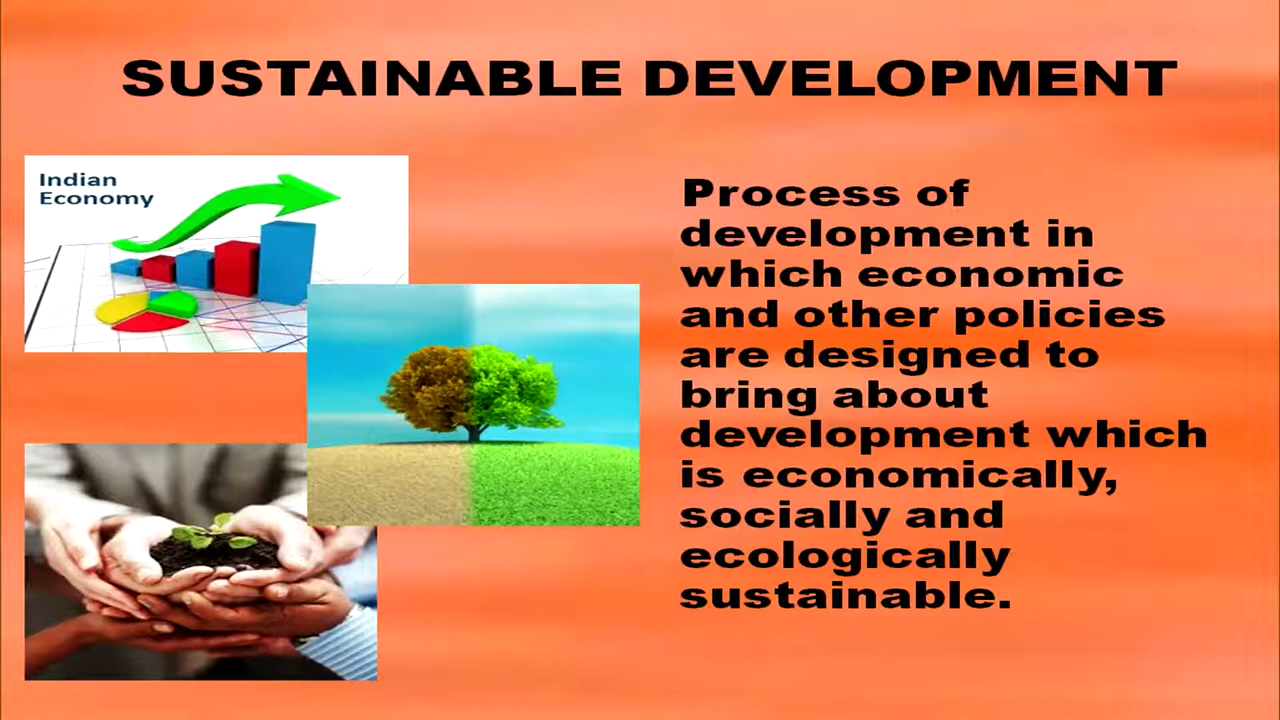 SUSTAINABLE DEVELOPMENT
Indian
Economy
Process of
development in
which economic
and other policies
are designed to
bring about
development which
is economically,
socially and
ecologically
sustainable.